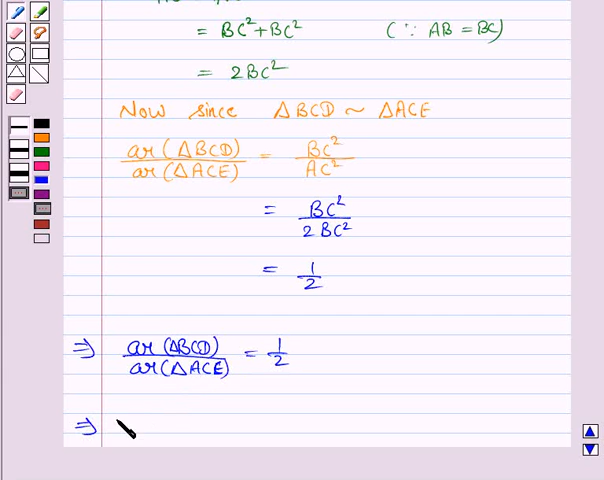 = BC² + BC² (∵ AB = BC)
= 2BC²
Now since ΔBCD ~ ΔACE
ar(ΔBCD)/ar(ΔACE) = BC²/AC²
= BC²/2BC²
= 1/2
⇒ ar(ΔBCD)/ar(ΔACE) = 1/2
⇒